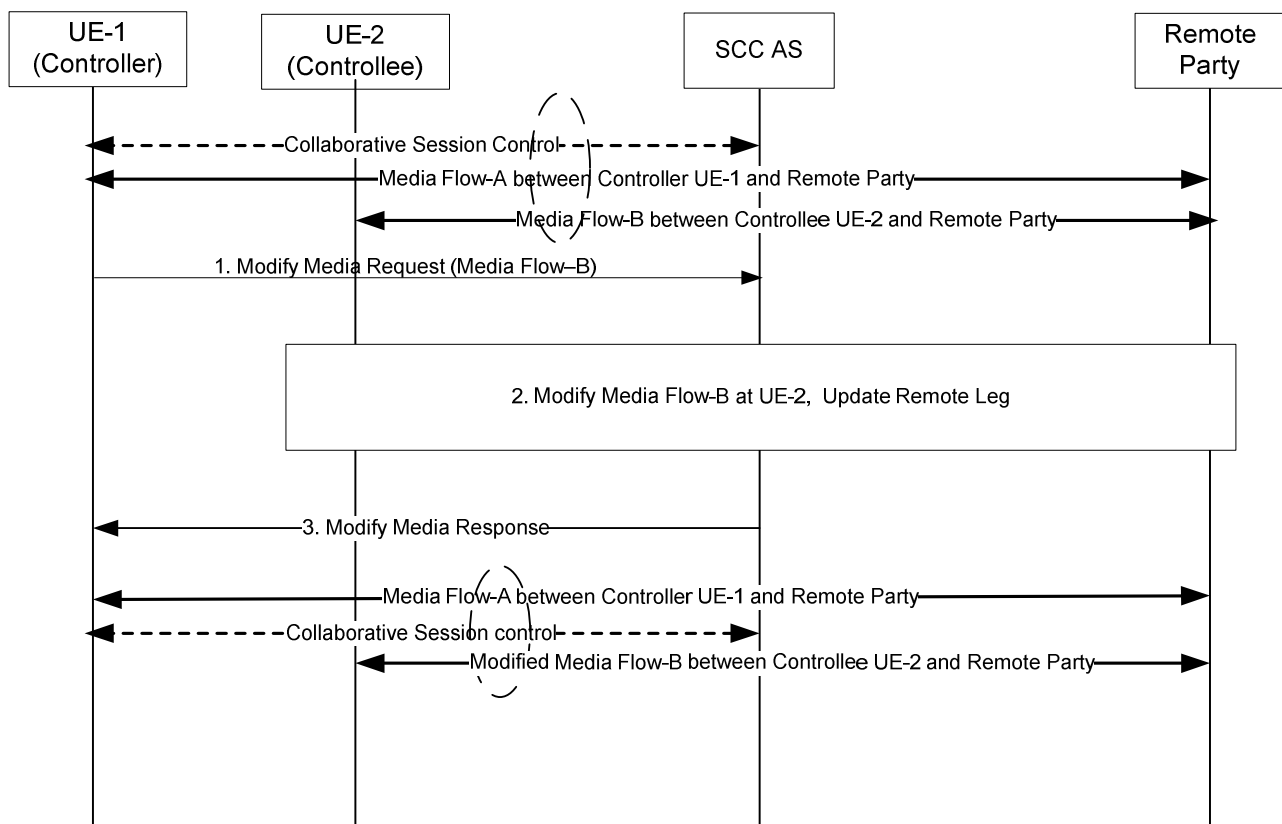 UE-1
(Controller)
UE-2
(Controllee)
SCC AS
Remote
Party
Collaborative Session Control
Media Flow-A between Controller UE-1 and Remote Party
Media Flow-B between Controllee UE-2 and Remote Party
1. Modify Media Request (Media Flow–B)
2. Modify Media Flow-B at UE-2, Update Remote Leg
3. Modify Media Response
Media Flow-A between Controller UE-1 and Remote Party
Collaborative Session control
Modified Media Flow-B between Controllee UE-2 and Remote Party